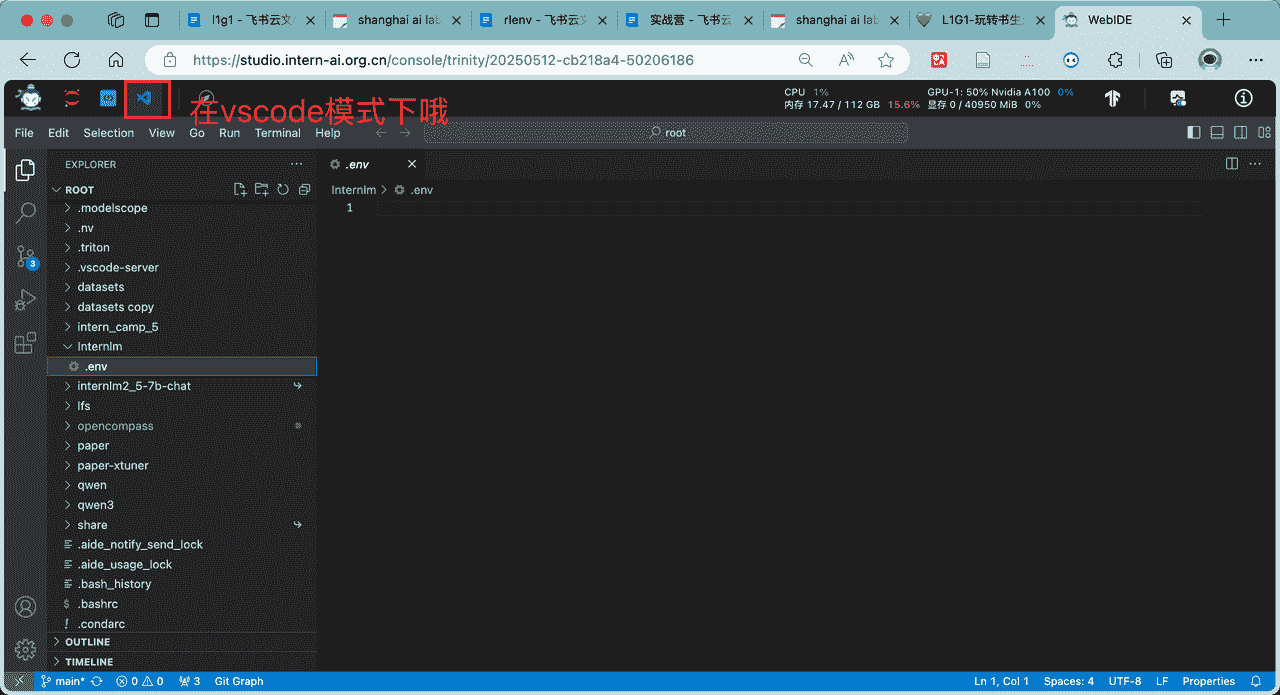 l1g1 - 飞书云文
shanghai ai lab
rlenv - 飞书云文
实战营 - 飞书云
shanghai ai lab
L1G1-玩转书生
WebIDE
https://studio.intern-ai.org.cn/console/trinity/20250512-cb218a4-50206186
CPU 1%
内存 17.47 / 112 GB 15.6%
GPU-1: 50% Nvidia A100 0%
显存 0 / 40950 MiB 0%
在vscode模式下哦
File Edit Selection View Go Run Terminal Help
root
EXPLORER
.env
ROOT
Internlm > .env
1
.modelscope
.nv
.triton
.vscode-server
3
datasets
datasets copy
intern_camp_5
Internlm
.env
internlm2_5-7b-chat
lfs
opencompass
paper
paper-xtuner
qwen
qwen3
share
.aide_notify_send_lock
.aide_usage_lock
.bash_history
$ .bashrc
! .condarc
OUTLINE
TIMELINE
main* 0 0 3 Git Graph
Ln 1, Col 1 Spaces: 4 UTF-8 LF Properties